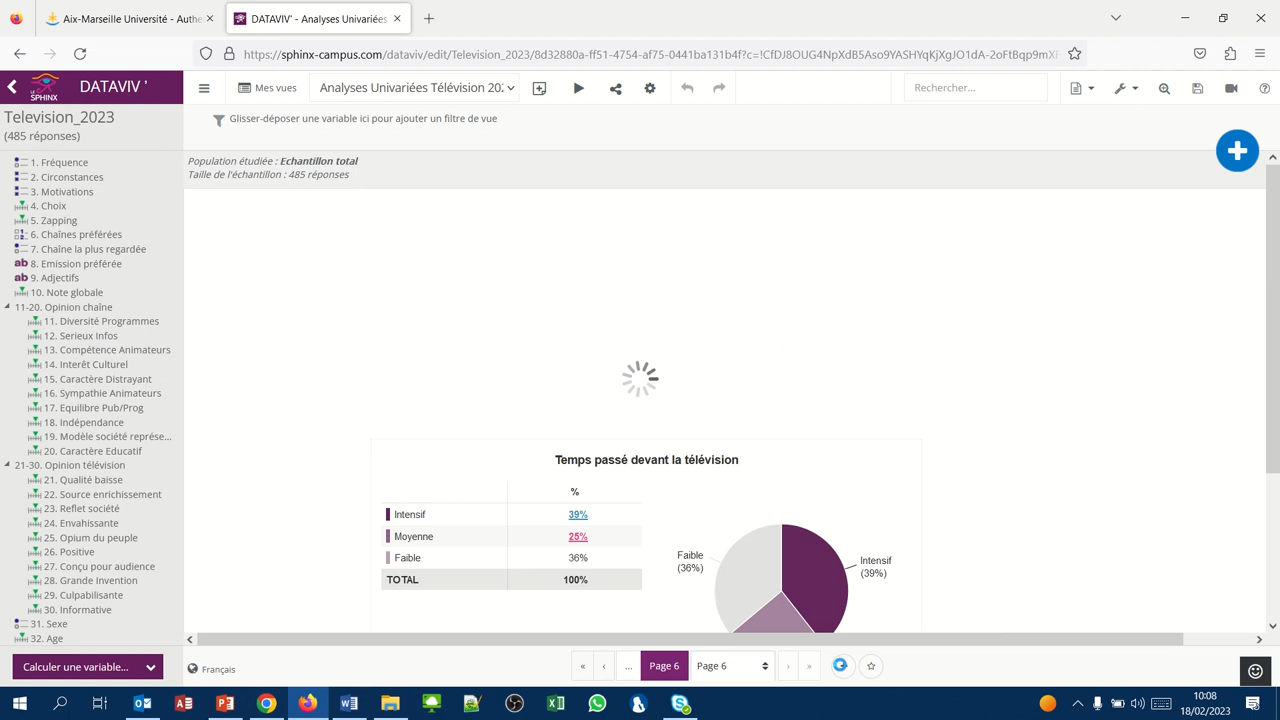 Aix-Marseille Université - Authe
DATAVIV' - Analyses Univariées
https://sphinx-campus.com/dataviv/edit/Television_2023/8d32880a-ff51-4754-af75-0441ba131b4f?c=!CfDJ8OUG4NpXdB5Aso9YASHYqKjXgJO1dA-2oFtBqp9mX
LE SPHINX
DATAVIV '
Mes vues
Analyses Univariées Télévision 202
Rechercher...
Television_2023
(485 réponses)
Glisser-déposer une variable ici pour ajouter un filtre de vue
Population étudiée : Echantillon total
Taille de l'échantillon : 485 réponses
1. Fréquence
2. Circonstances
3. Motivations
4. Choix
5. Zapping
6. Chaînes préférées
7. Chaîne la plus regardée
ab 8. Emission préférée
ab 9. Adjectifs
10. Note globale
11-20. Opinion chaîne
11. Diversité Programmes
12. Serieux Infos
13. Compétence Animateurs
14. Interêt Culturel
15. Caractère Distrayant
16. Sympathie Animateurs
17. Equilibre Pub/Prog
18. Indépendance
19. Modèle société représe...
20. Caractère Educatif
21-30. Opinion télévision
21. Qualité baisse
22. Source enrichissement
23. Reflet société
24. Envahissante
25. Opium du peuple
26. Positive
27. Conçu pour audience
28. Grande Invention
29. Culpabilisante
30. Informative
31. Sexe
32. Age
Temps passé devant la télévision
%
Intensif 39%
Moyenne 25%
Faible 36%
TOTAL 100%
Faible
(36%)
Intensif
(39%)
Calculer une variable...
Français
« ‹ ... Page 6 Page 6 › »
10:08
18/02/2023